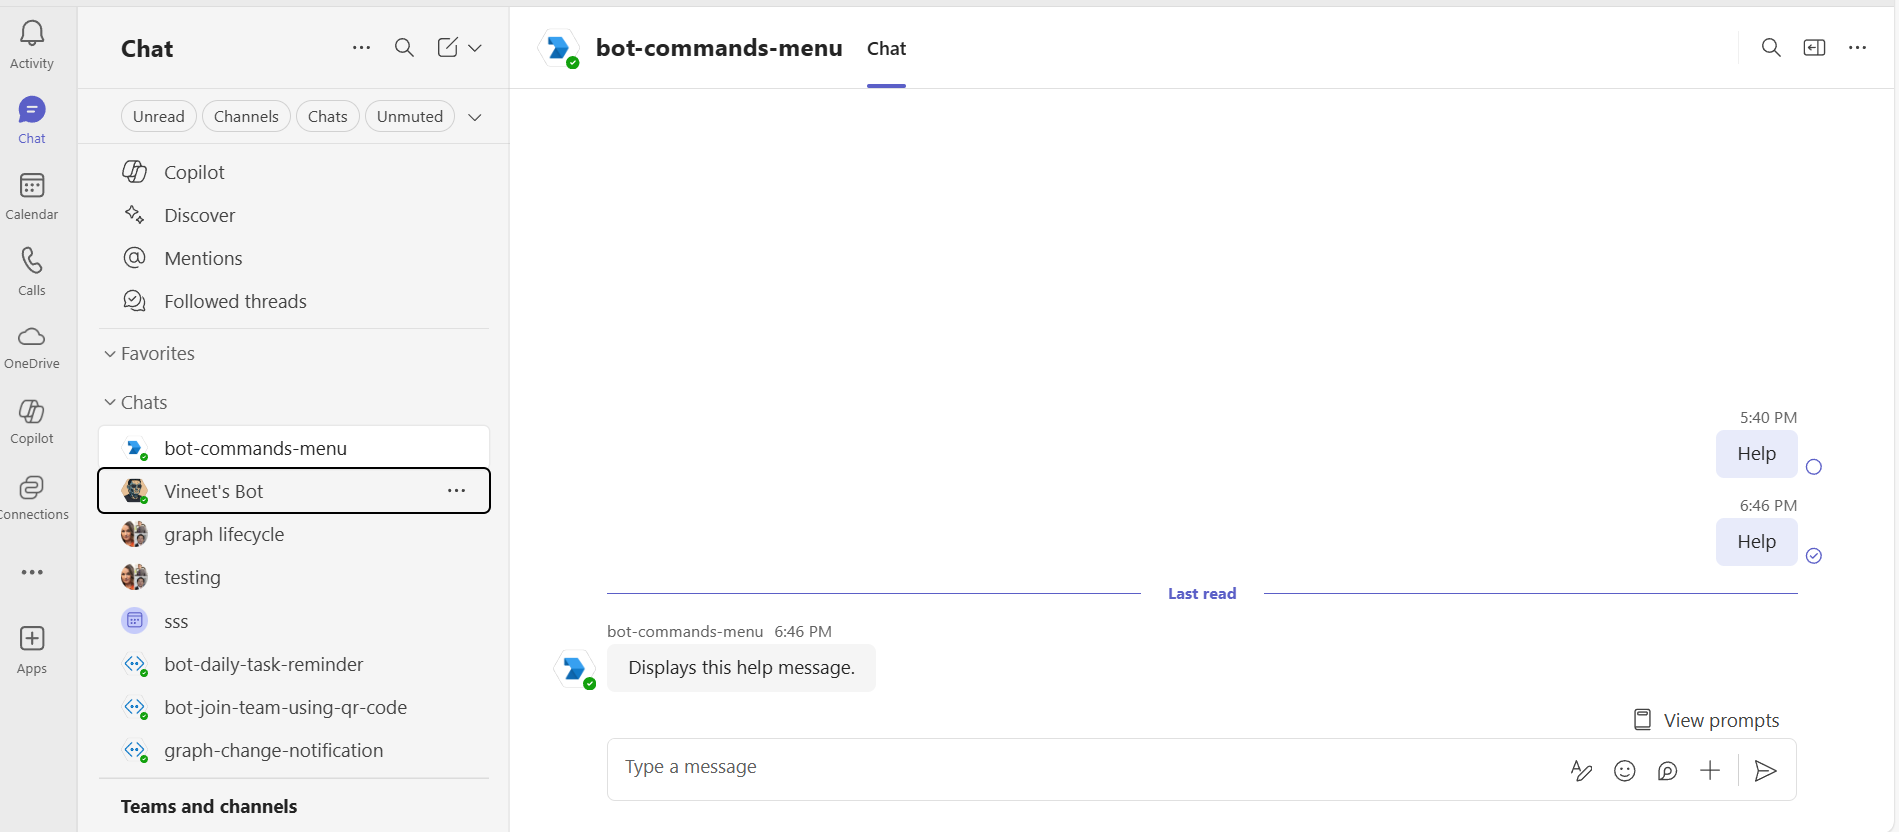 Activity
Chat
Calendar
Calls
OneDrive
Copilot
Connections
Apps
Chat
Unread
Channels
Chats
Unmuted
Copilot
Discover
Mentions
Followed threads
Favorites
Chats
bot-commands-menu
Vineet's Bot
graph lifecycle
testing
sss
bot-daily-task-reminder
bot-join-team-using-qr-code
graph-change-notification
Teams and channels
bot-commands-menu Chat
5:40 PM
Help
6:46 PM
Help
Last read
bot-commands-menu 6:46 PM
Displays this help message.
View prompts
Type a message